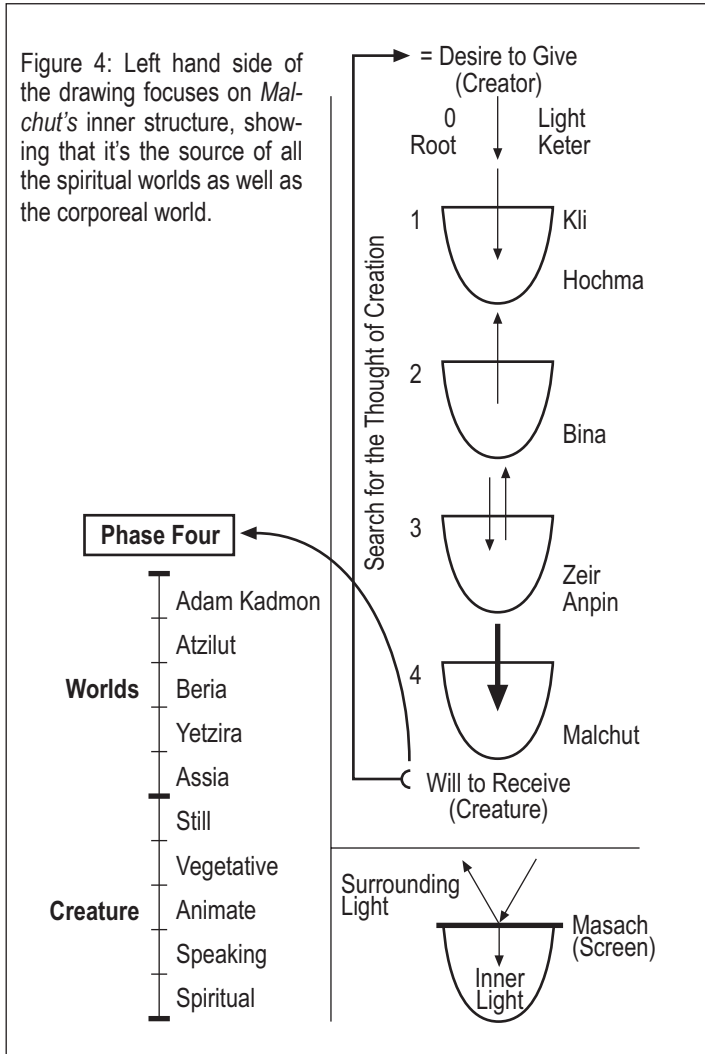 Figure 4: Left hand side of
the drawing focuses on Mal-
chut's inner structure, show-
ing that it's the source of all
the spiritual worlds as well as
the corporeal world.
= Desire to Give
(Creator)
0
Root
Light
Keter
1
Kli
Hochma
2
Bina
3
Zeir
Anpin
4
Malchut
Will to Receive
(Creature)
Search for the Thought of Creation
Phase Four
Worlds
Adam Kadmon
Atzilut
Beria
Yetzira
Assia
Creature
Still
Vegetative
Animate
Speaking
Spiritual
Surrounding
Light
Masach
(Screen)
Inner
Light